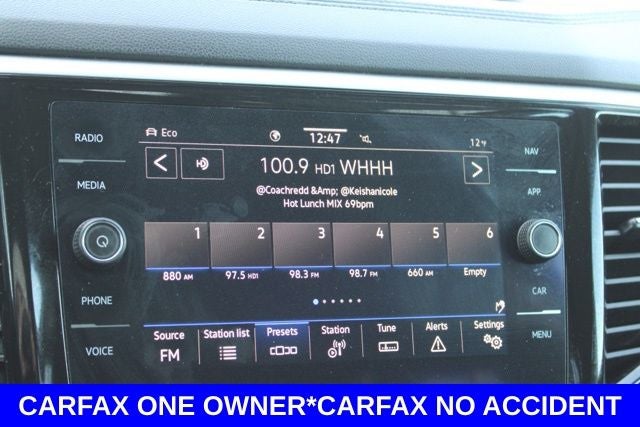 RADIO
MEDIA
PHONE
VOICE
Eco
12:47
12°F
100.9 HD1 WHHH
@Coachredd &Amp; @Keishanicole
Hot Lunch MIX 69bpm
1 2 3 4 5 6
880 AM 97.5 HD1 98.3 FM 98.7 FM 660 AM Empty
Source Station list Presets Station Tune Alerts Settings
FM
NAV
APP
CAR
MENU
CARFAX ONE OWNER*CARFAX NO ACCIDENT